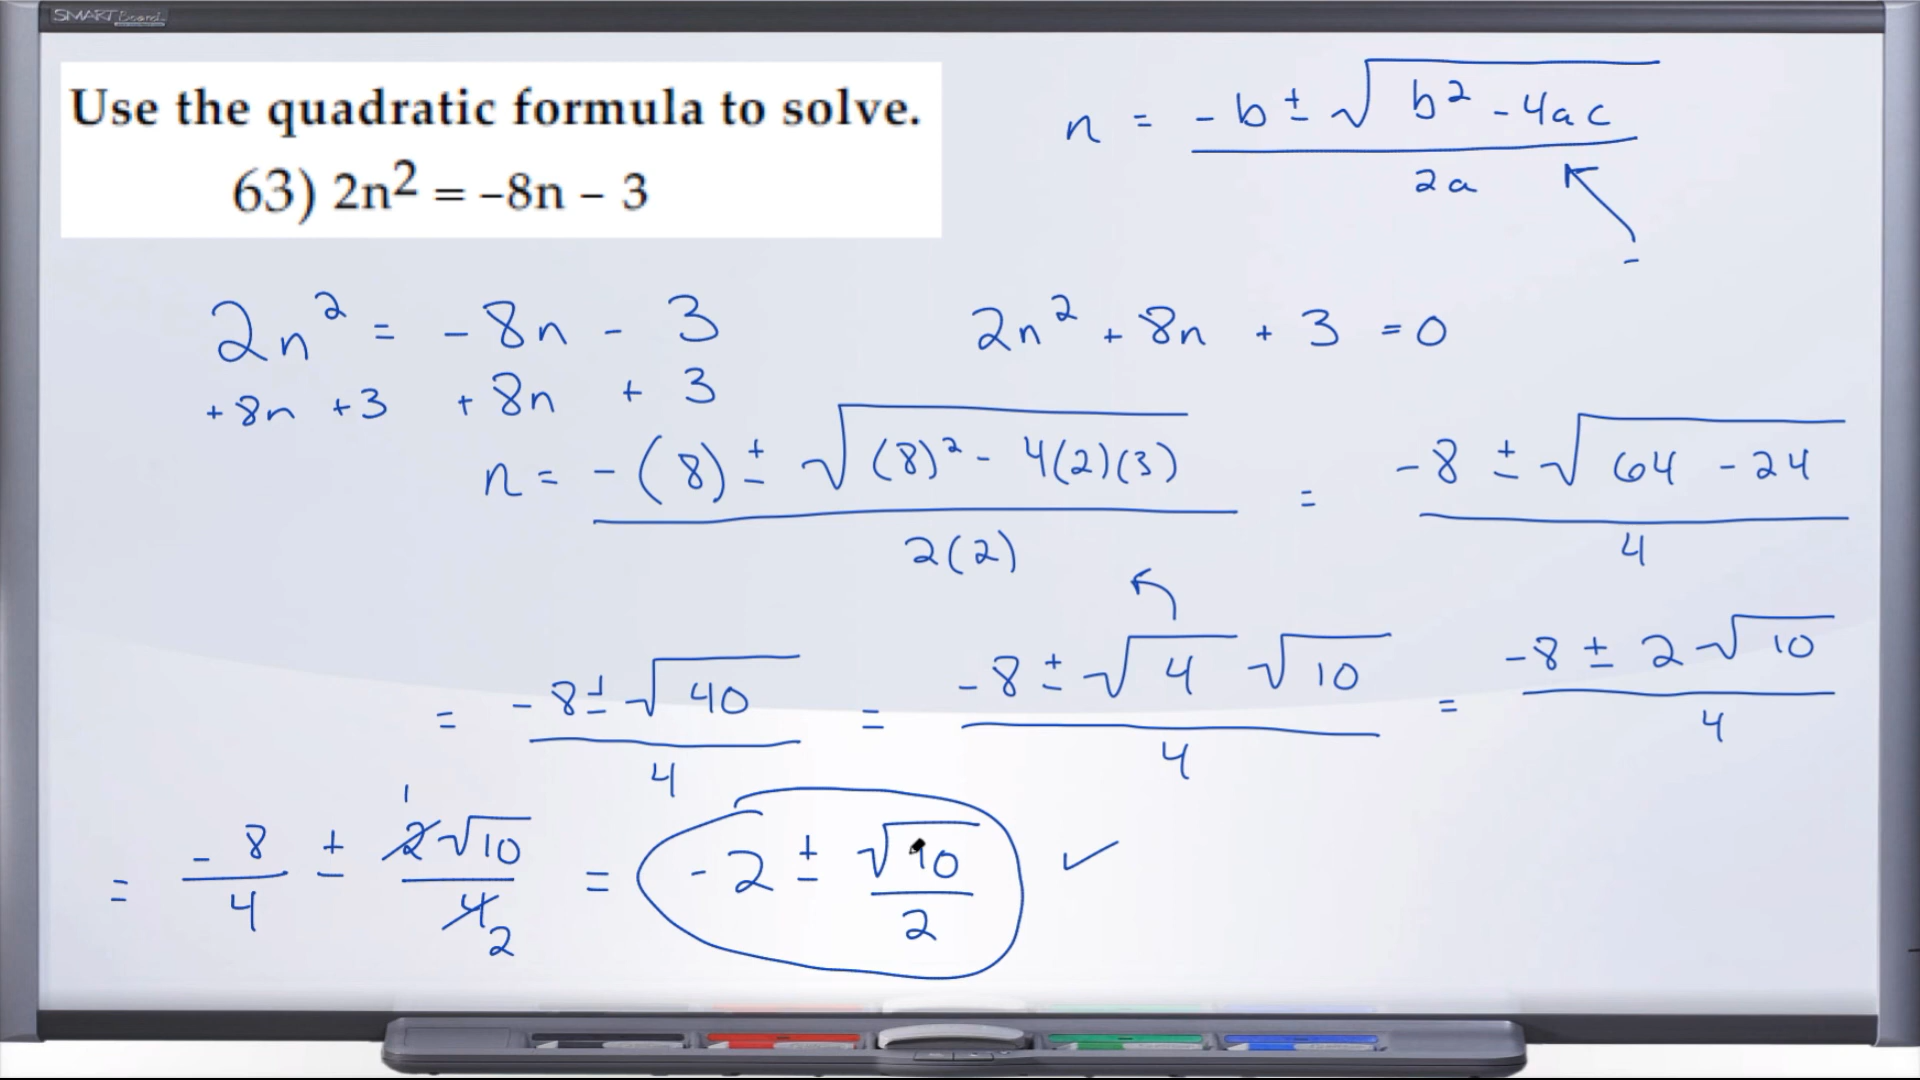 SMART Board
Use the quadratic formula to solve.
63) 2n² = –8n – 3
n = (-b ± √(b² - 4ac)) / 2a
-
2n² = -8n - 3
+8n +3 +8n + 3
2n² + 8n + 3 = 0
n = (-(8) ± √((8)² - 4(2)(3))) / 2(2) = (-8 ± √(64 - 24)) / 4
= (-8 ± √40) / 4 = (-8 ± √4 √10) / 4 = (-8 ± 2√10) / 4
= -8/4 ± 2√10/4 1 2 = -2 ± √10/2 ✓